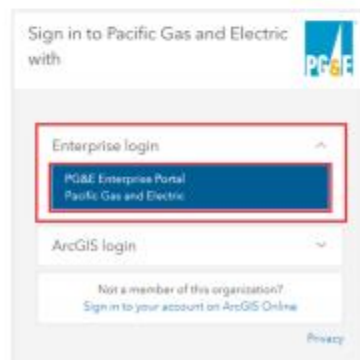 Sign in to Pacific Gas and Electric
with
PG&E
Enterprise login
PG&E Enterprise Portal
Pacific Gas and Electric
ArcGIS login
Not a member of this organization?
Sign in to your account on ArcGIS Online
Privacy